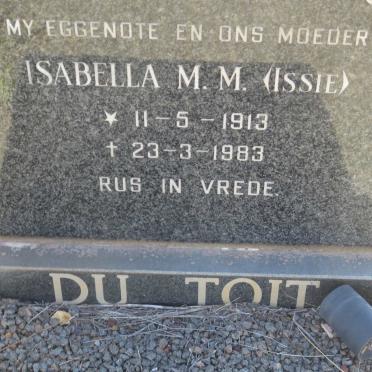 MY EGGENOTE EN ONS MOEDER
ISABELLA M. M. (ISSIE)
★ 11-5-1913
† 23-3-1983
RUS IN VREDE.
DU TOIT